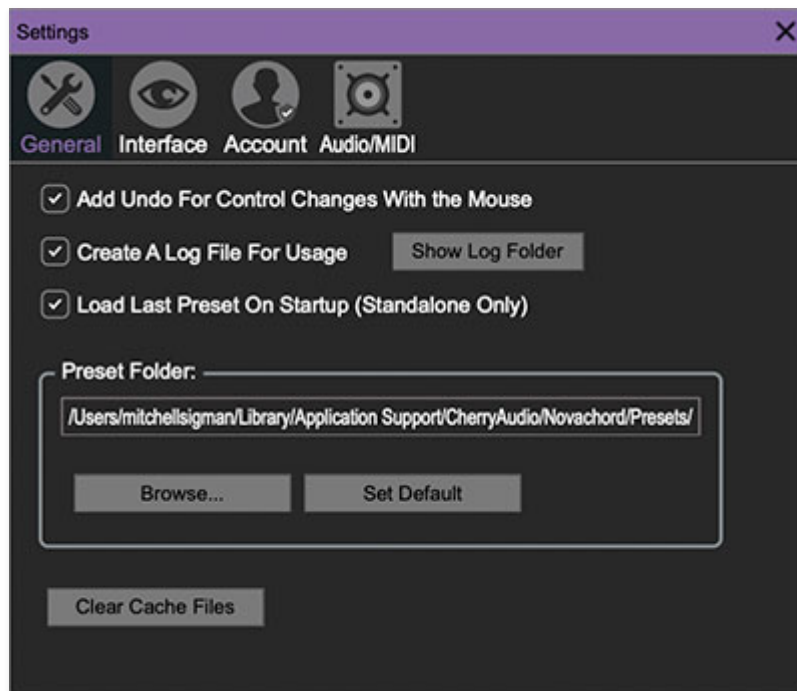 Settings
General Interface Account Audio/MIDI
Add Undo For Control Changes With the Mouse
Create A Log File For Usage Show Log Folder
Load Last Preset On Startup (Standalone Only)
Preset Folder:
/Users/mitchellsigman/Library/Application Support/CherryAudio/Novachord/Presets/
Browse... Set Default
Clear Cache Files